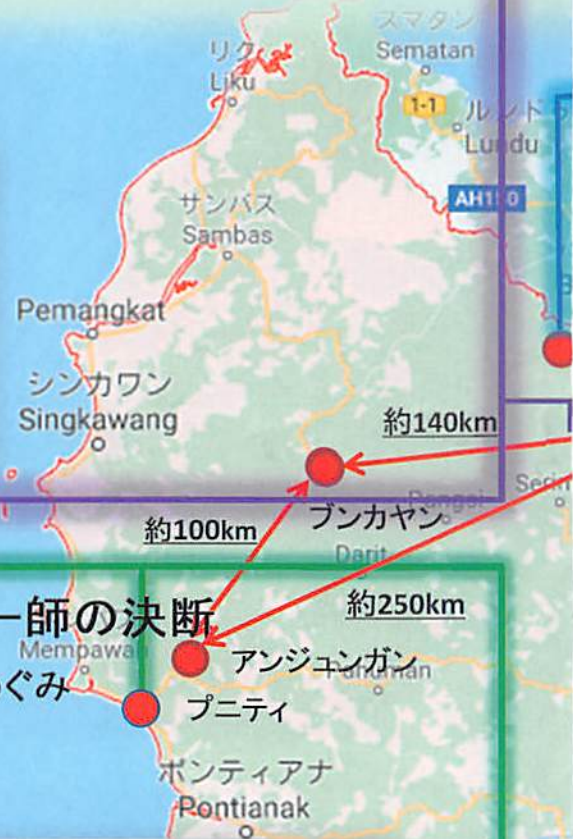 スマタン
Sematan
リク
Liku
1-1
ルンドゥ
Lundu
サンバス
Sambas
Pemangkat
シンカワン
Singkawang
約140km
ブンカヤン
約100km
Darit
約250km
ー師の決断
Mempawah
ぐみ
アンジュンガン
プニティ
ポンティアナ
Pontianak